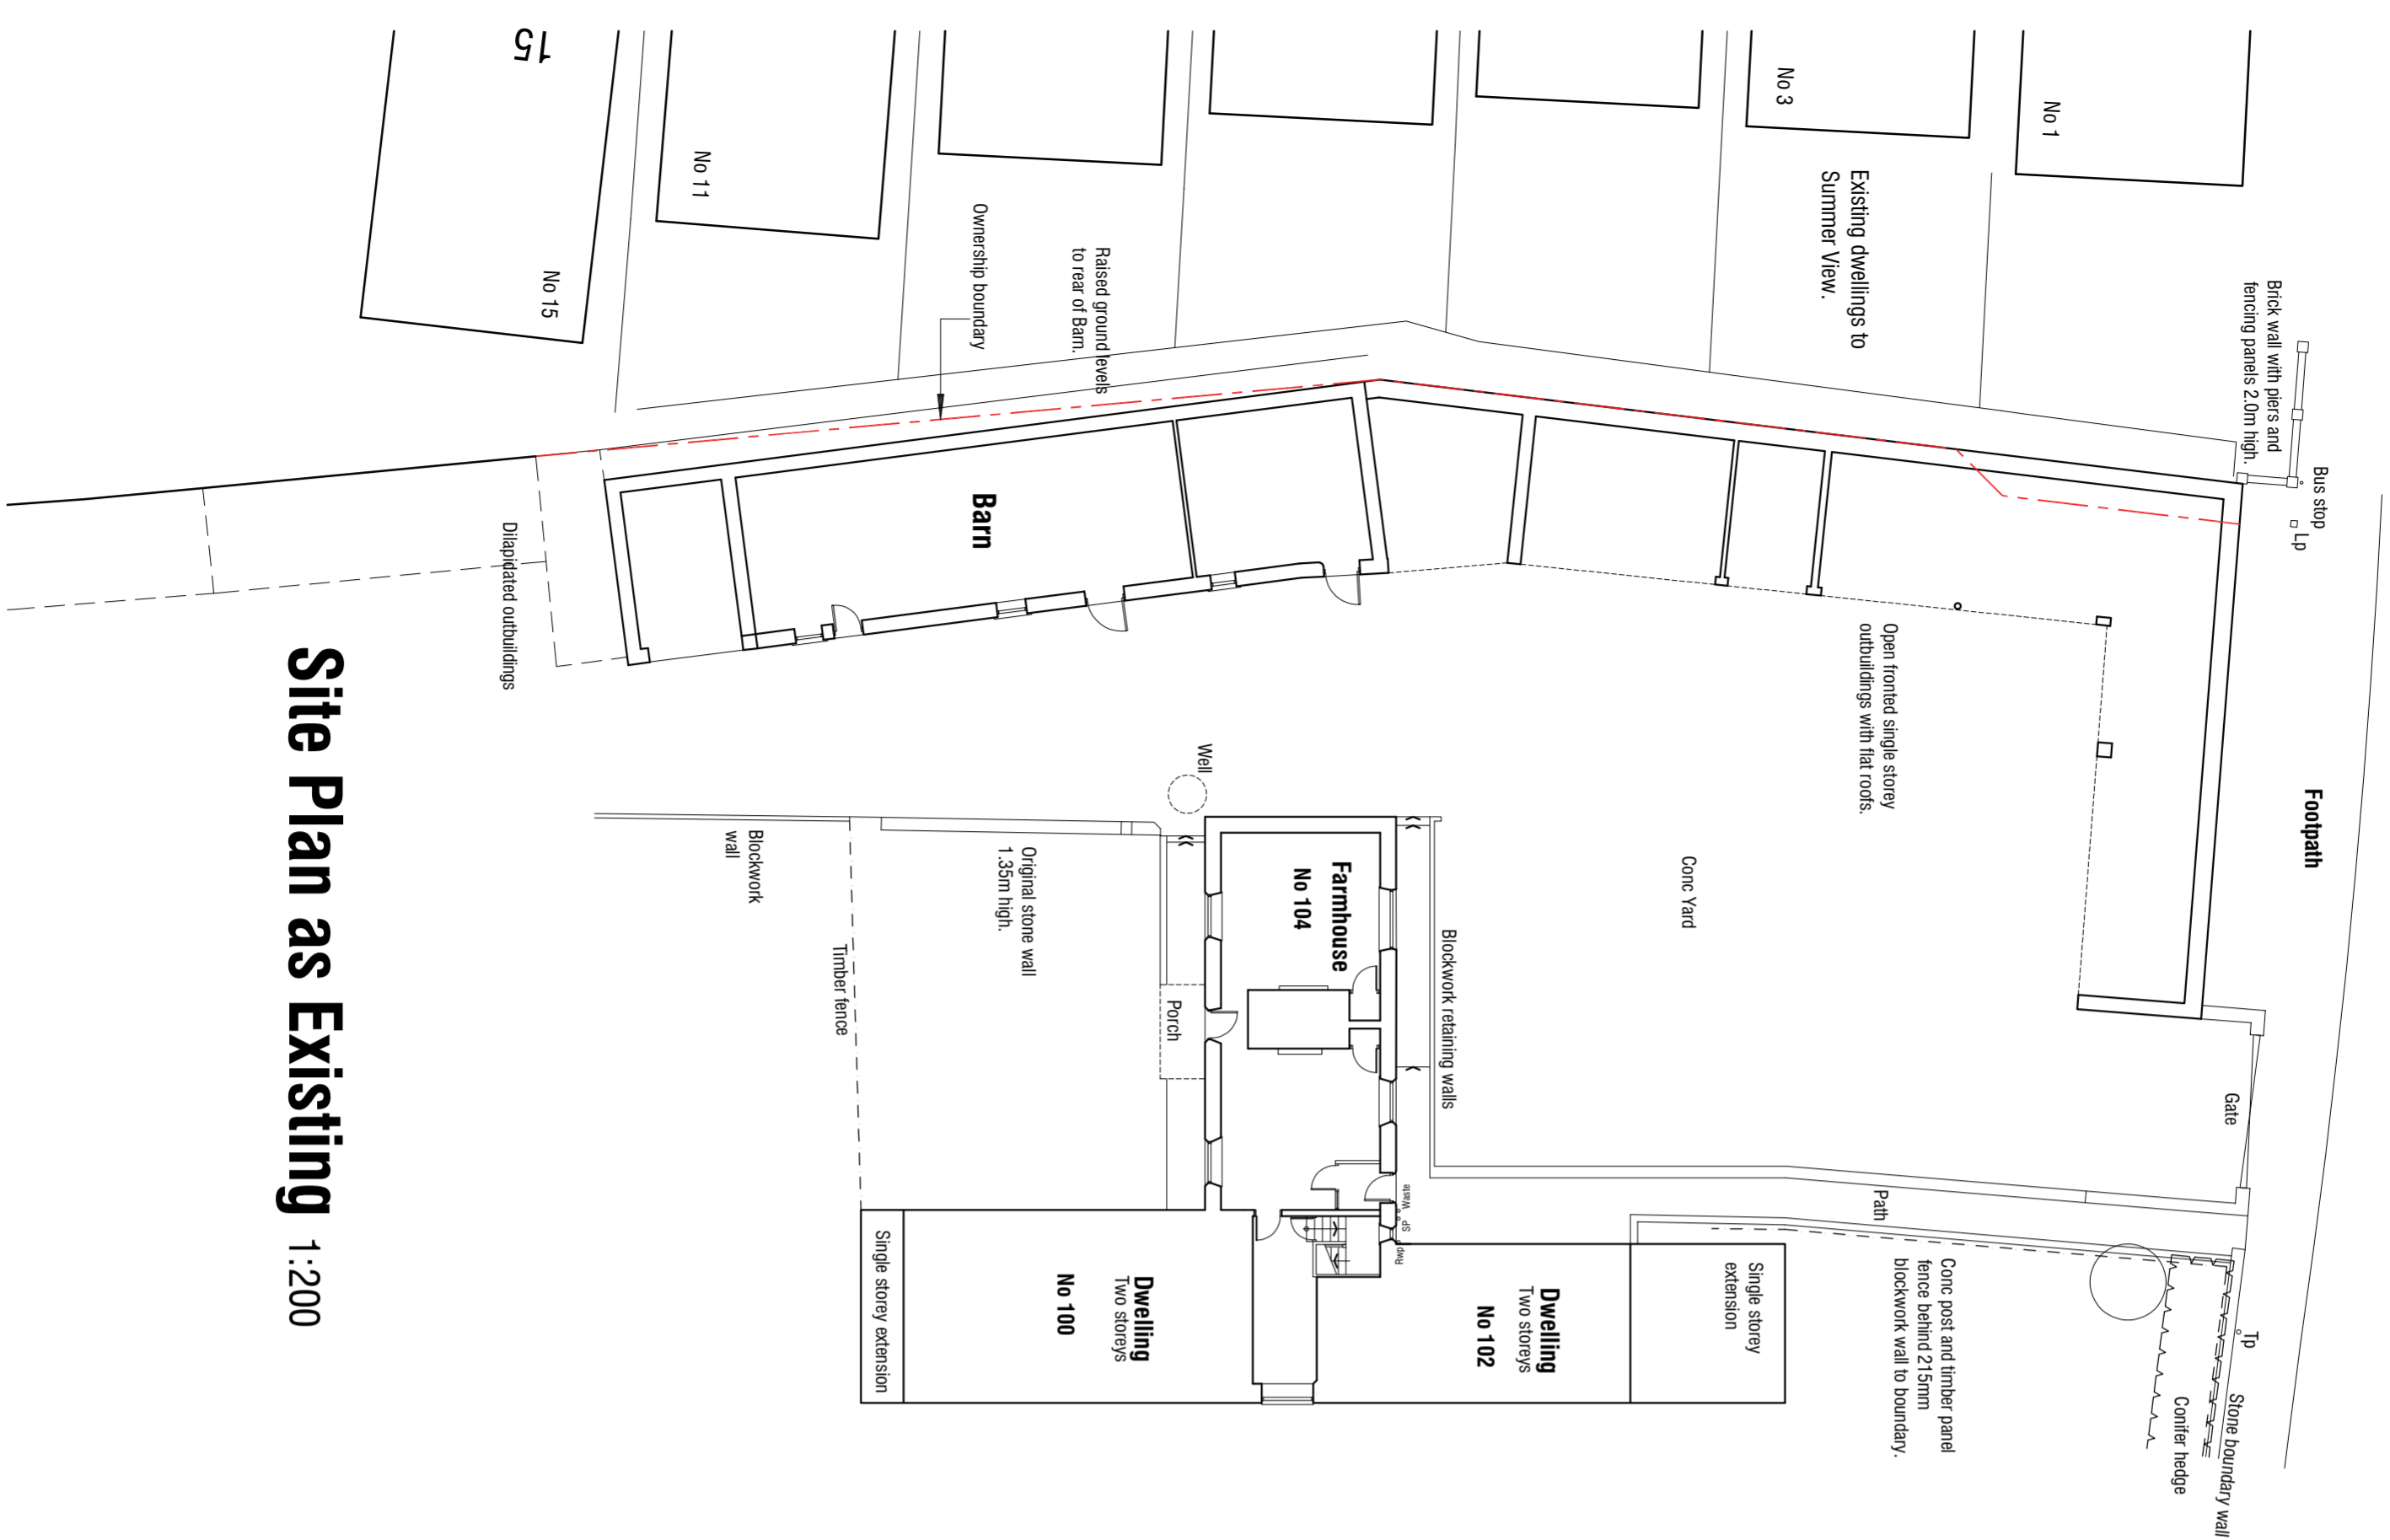 Site Plan as Existing 1:200
Footpath
Bus stop
Lp
Brick wall with piers and
fencing panels 2.0m high.
Gate
Tp
Stone boundary wall
Conifer hedge
No 1
No 3
Existing dwellings to
Summer View.
Open fronted single storey
outbuildings with flat roofs.
Conc Yard
Path
Conc post and timber panel
fence behind 215mm
blockwork wall to boundary.
Single storey
extension
Dwelling
Two storeys
No 102
Blockwork retaining walls
Waste
SP
Rwp
Farmhouse
No 104
Raised ground levels
to rear of Barn.
Ownership boundary
Barn
Well
Porch
Dwelling
Two storeys
No 100
Original stone wall
1.35m high.
Single storey extension
Timber fence
Blockwork
wall
No 11
No 15
15
Dilapidated outbuildings